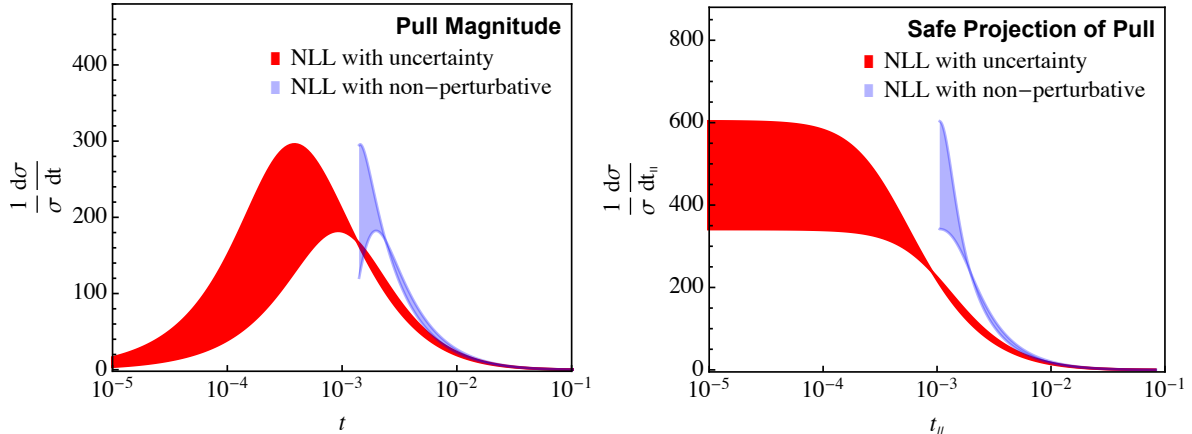 Pull Magnitude
NLL with uncertainty
NLL with non−perturbative
400
300
200
100
0
1 dσ
σ dt
10⁻⁵ 10⁻⁴ 10⁻³ 10⁻² 10⁻¹
t
Safe Projection of Pull
NLL with uncertainty
NLL with non−perturbative
800
600
400
200
0
1 dσ
σ dt∥
10⁻⁵ 10⁻⁴ 10⁻³ 10⁻² 10⁻¹
t∥